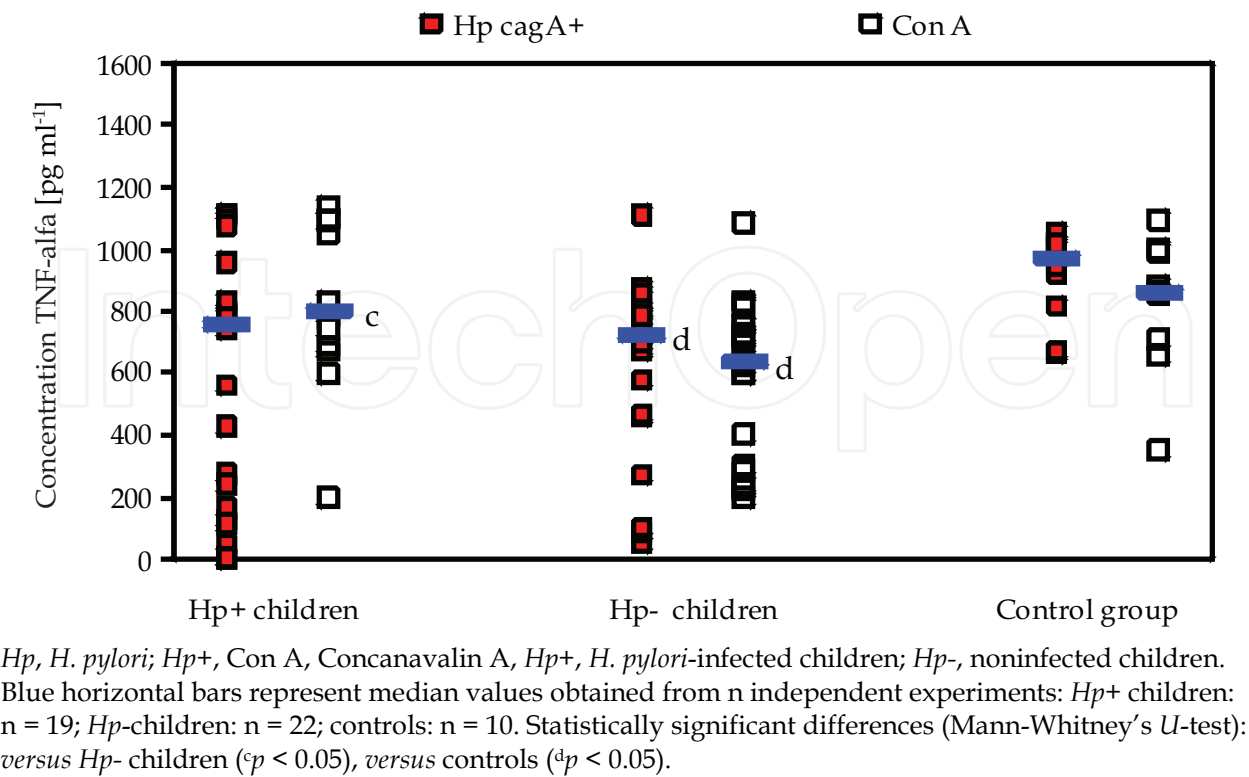 Hp cagA+ Con A
Concentration TNF-alfa [pg ml⁻¹]
1600
1400
1200
1000
800
600
400
200
0
c
d
d
IntechOpen
Hp+ children Hp- children Control group
Hp, H. pylori; Hp+, Con A, Concanavalin A, Hp+, H. pylori-infected children; Hp-, noninfected children.
Blue horizontal bars represent median values obtained from n independent experiments: Hp+ children:
n = 19; Hp-children: n = 22; controls: n = 10. Statistically significant differences (Mann-Whitney’s U-test):
versus Hp- children (ᶜp < 0.05), versus controls (ᵈp < 0.05).